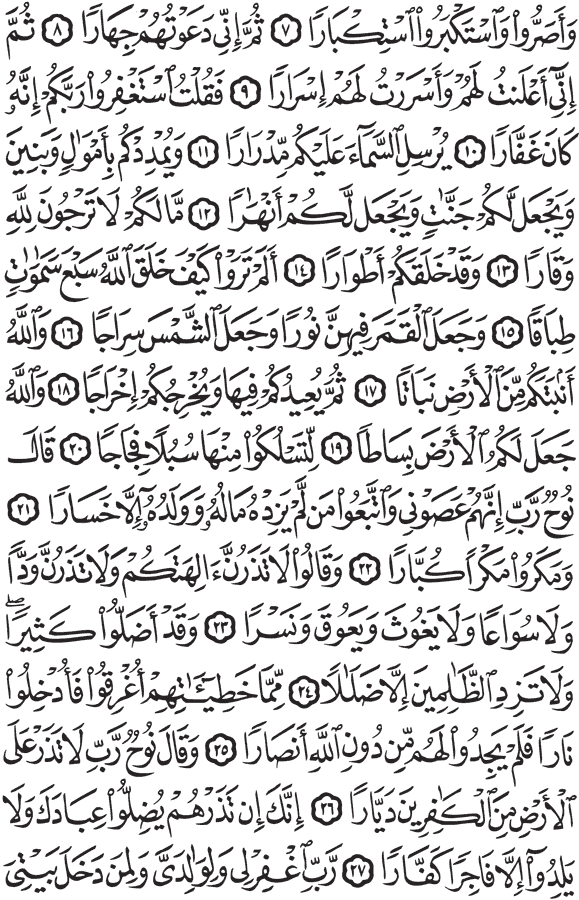 وَأَصَرُّوا۟ وَٱسْتَكْبَرُوا۟ ٱسْتِكْبَارًا ٧ ثُمَّ إِنِّى دَعَوْتُهُمْ جِهَارًا ٨ ثُمَّ
إِنِّىٓ أَعْلَنتُ لَهُمْ وَأَسْرَرْتُ لَهُمْ إِسْرَارًا ٩ فَقُلْتُ ٱسْتَغْفِرُوا۟ رَبَّكُمْ إِنَّهُۥ
كَانَ غَفَّارًا ١٠ يُرْسِلِ ٱلسَّمَآءَ عَلَيْكُم مِّدْرَارًا ١١ وَيُمْدِدْكُم بِأَمْوَٰلٍ وَبَنِينَ
وَيَجْعَل لَّكُمْ جَنَّـٰتٍ وَيَجْعَل لَّكُمْ أَنْهَـٰرًا ١٢ مَّا لَكُمْ لَا تَرْجُونَ لِلَّهِ
وَقَارًا ١٣ وَقَدْ خَلَقَكُمْ أَطْوَارًا ١٤ أَلَمْ تَرَوْا۟ كَيْفَ خَلَقَ ٱللَّهُ سَبْعَ سَمَـٰوَٰتٍ
طِبَاقًا ١٥ وَجَعَلَ ٱلْقَمَرَ فِيهِنَّ نُورًا وَجَعَلَ ٱلشَّمْسَ سِرَاجًا ١٦ وَٱللَّهُ
أَنۢبَتَكُم مِّنَ ٱلْأَرْضِ نَبَاتًا ١٧ ثُمَّ يُعِيدُكُمْ فِيهَا وَيُخْرِجُكُمْ إِخْرَاجًا ١٨ وَٱللَّهُ
جَعَلَ لَكُمُ ٱلْأَرْضَ بِسَاطًا ١٩ لِّتَسْلُكُوا۟ مِنْهَا سُبُلًا فِجَاجًا ٢٠ قَالَ
نُوحٌ رَّبِّ إِنَّهُمْ عَصَوْنِى وَٱتَّبَعُوا۟ مَن لَّمْ يَزِدْهُ مَالُهُۥ وَوَلَدُهُۥٓ إِلَّا خَسَارًا ٢١
وَمَكَرُوا۟ مَكْرًا كُبَّارًا ٢٢ وَقَالُوا۟ لَا تَذَرُنَّ ءَالِهَتَكُمْ وَلَا تَذَرُنَّ وَدًّا
وَلَا سُوَاعًا وَلَا يَغُوثَ وَيَعُوقَ وَنَسْرًا ٢٣ وَقَدْ أَضَلُّوا۟ كَثِيرًا ۖ
وَلَا تَزِدِ ٱلظَّـٰلِمِينَ إِلَّا ضَلَـٰلًا ٢٤ مِّمَّا خَطِيٓـَٔـٰتِهِمْ أُغْرِقُوا۟ فَأُدْخِلُوا۟
نَارًا فَلَمْ يَجِدُوا۟ لَهُم مِّن دُونِ ٱللَّهِ أَنصَارًا ٢٥ وَقَالَ نُوحٌ رَّبِّ لَا تَذَرْ عَلَى
ٱلْأَرْضِ مِنَ ٱلْكَـٰفِرِينَ دَيَّارًا ٢٦ إِنَّكَ إِن تَذَرْهُمْ يُضِلُّوا۟ عِبَادَكَ وَلَا
يَلِدُوٓا۟ إِلَّا فَاجِرًا كَفَّارًا ٢٧ رَّبِّ ٱغْفِرْ لِى وَلِوَٰلِدَىَّ وَلِمَن دَخَلَ بَيْتِىَ